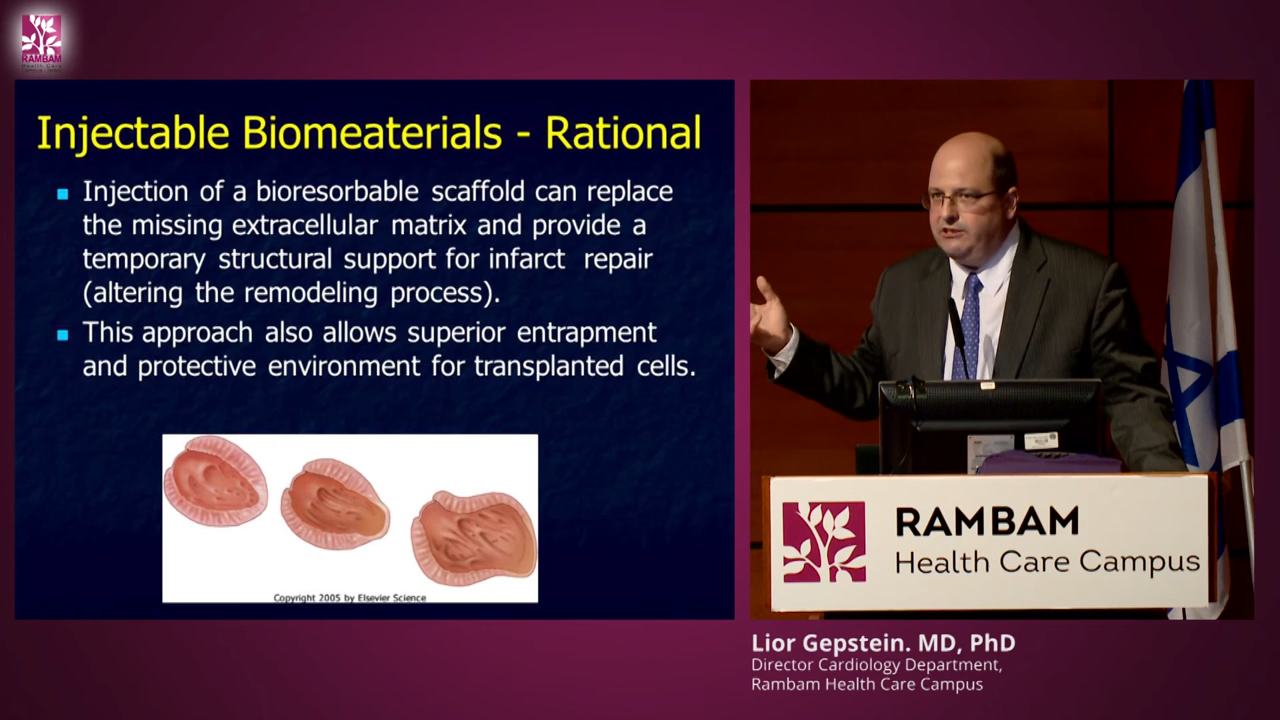 RAMBAM
Health Care
Injectable Biomeaterials - Rational
Injection of a bioresorbable scaffold can replace
the missing extracellular matrix and provide a
temporary structural support for infarct repair
(altering the remodeling process).
This approach also allows superior entrapment
and protective environment for transplanted cells.
Copyright 2005 by Elsevier Science
RAMBAM
Health Care Campus
Lior Gepstein. MD, PhD
Director Cardiology Department,
Rambam Health Care Campus